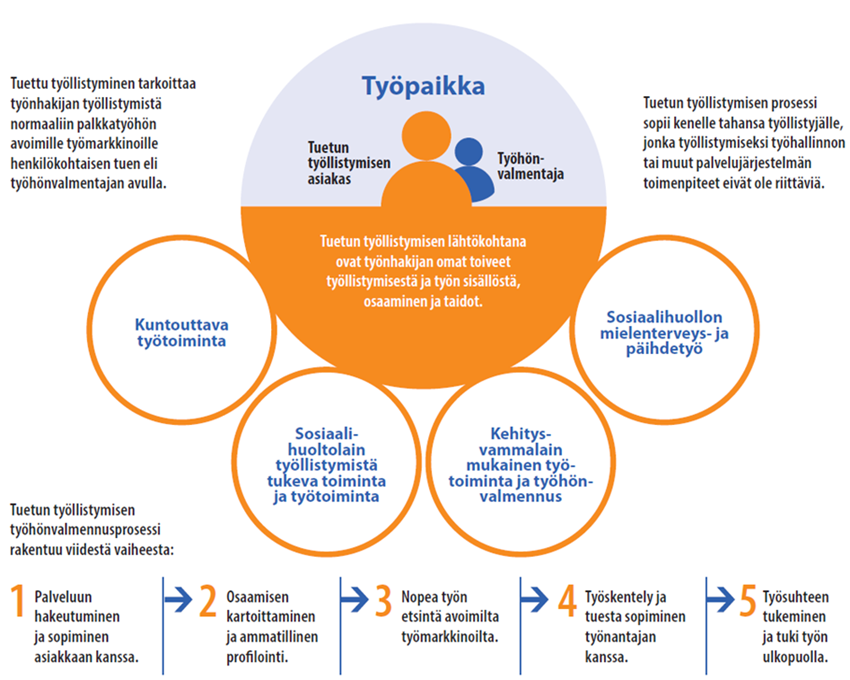 Tuettu työllistyminen tarkoittaa
työnhakijan työllistymistä
normaaliin palkkatyöhön
avoimille työmarkkinoille
henkilökohtaisen tuen eli
työhönvalmentajan avulla.
Työpaikka
Tuetun
työllistymisen
asiakas
Työhön-
valmentaja
Tuetun työllistymisen prosessi
sopii kenelle tahansa työllistyjälle,
jonka työllistymiseksi työhallinnon
tai muut palvelujärjestelmän
toimenpiteet eivät ole riittäviä.
Tuetun työllistymisen lähtökohtana
ovat työnhakijan omat toiveet
työllistymisestä ja työn sisällöstä,
osaaminen ja taidot.
Kuntouttava
työtoiminta
Sosiaali-
huoltolain
työllistymistä
tukeva toiminta
ja työtoiminta
Kehitys-
vammalain
mukainen työ-
toiminta ja työhön-
valmennus
Sosiaalihuollon
mielenterveys- ja
päihdetyö
Tuetun työllistymisen
työhönvalmennusprosessi
rakentuu viidestä vaiheesta:
1 Palveluun
hakeutuminen
ja sopiminen
asiakkaan kanssa.
2 Osaamisen
kartoittaminen
ja ammatillinen
profilointi.
3 Nopea työn
etsintä avoimilta
työmarkkinoilta.
4 Työskentely ja
tuesta sopiminen
työnantajan
kanssa.
5 Työsuhteen
tukeminen
ja tuki työn
ulkopuolla.